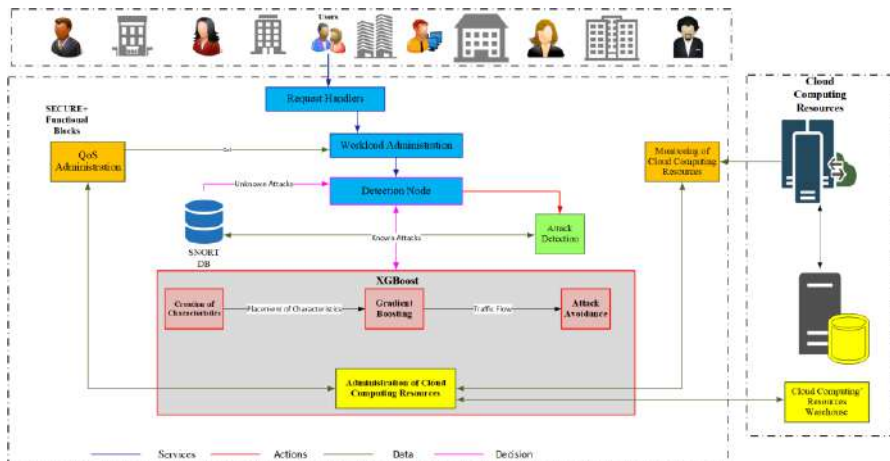 Users
Cloud
Computing
Resources
Request Handlers
SECURE+
Functional
Blocks
QoS
Administration
Workload Administration
Monitoring of
Cloud Computing
Resources
Unknown Attacks
Detection Node
SNORT
DB
Known Attacks
Attack
Detection
XGBoost
Creation of
Characteristics
Placement of Characteristics
Gradient
Boosting
Traffic Flow
Attack
Avoidance
Administration of Cloud
Computing Resources
Cloud Computing'
Resources
Warehouse
Services
Actions
Data
Decision